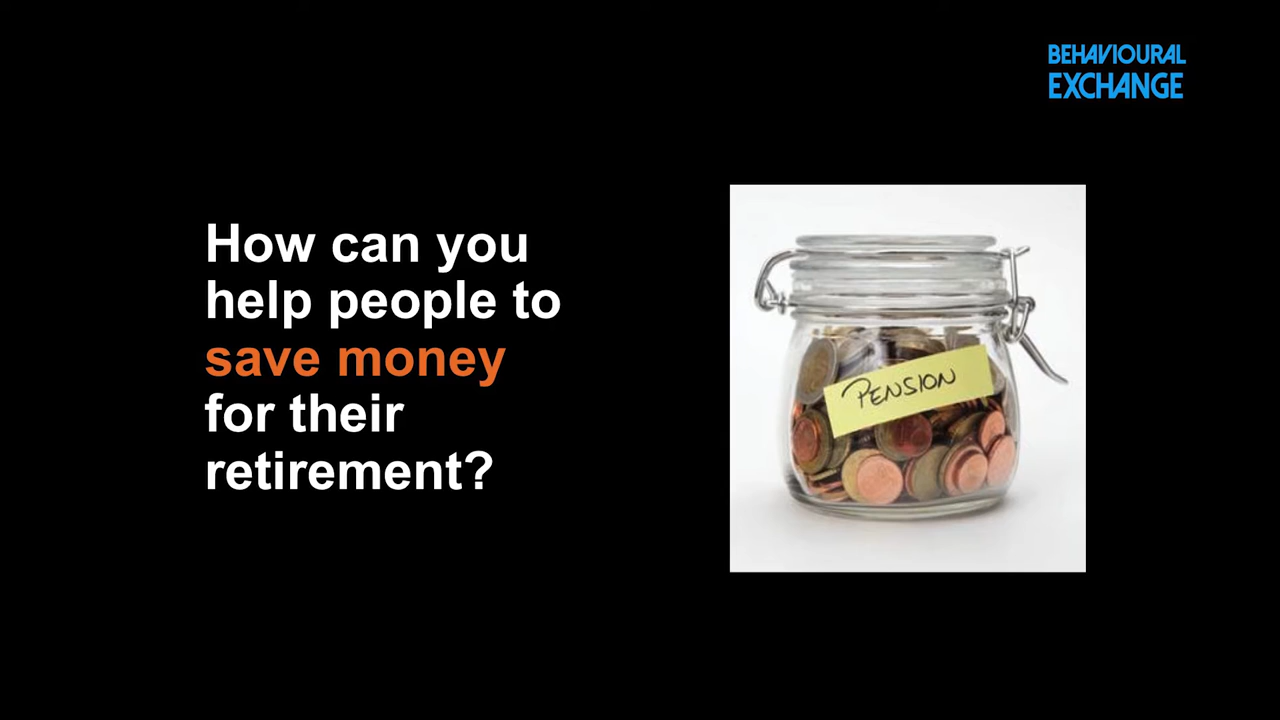 BEHAVIOURAL
EXCHANGE
How can you
help people to
save money
for their
retirement?
PENSION